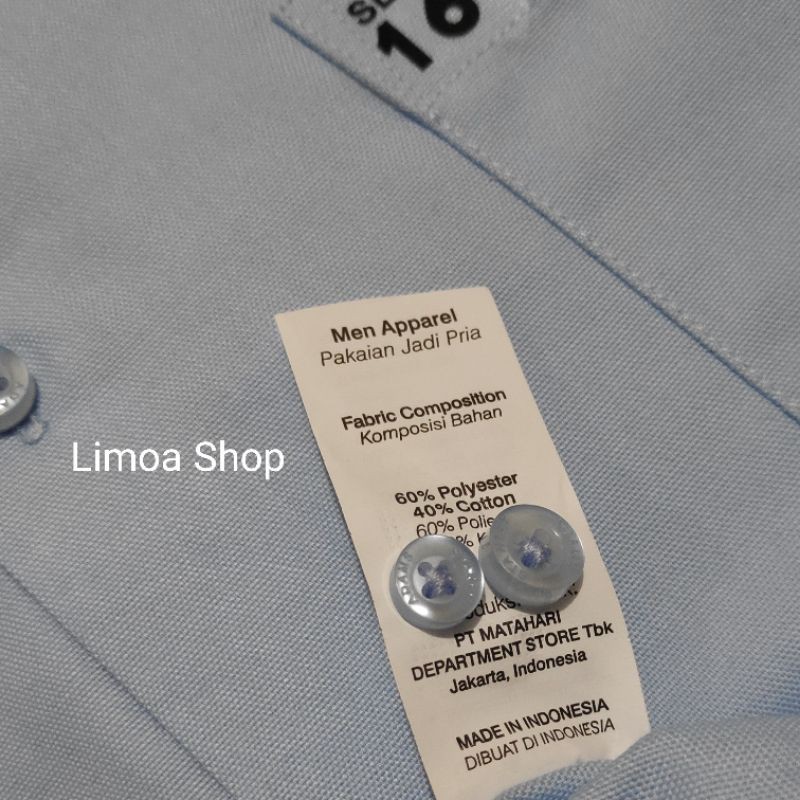 16
Men Apparel
Pakaian Jadi Pria
Fabric Composition
Komposisi Bahan
60% Polyester
40% Cotton
60%
PT MATAHARI
DEPARTMENT STORE Tbk
Jakarta, Indonesia
MADE IN INDONESIA
DIBUAT DI INDONESIA
Limoa Shop